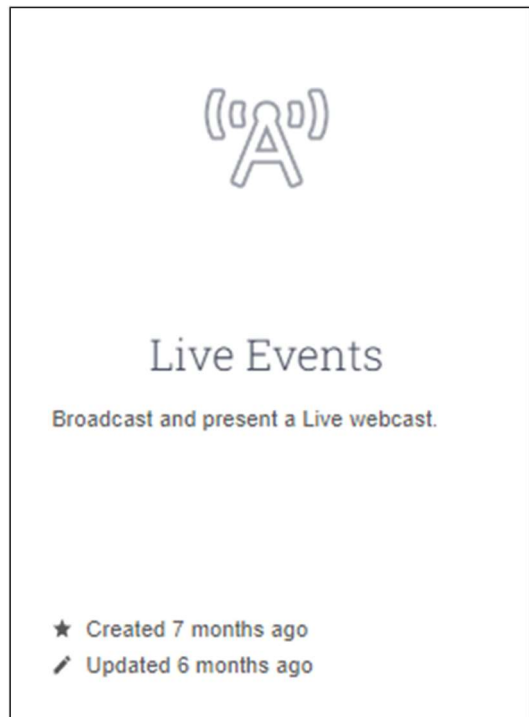 Live Events
Broadcast and present a Live webcast.
Created 7 months ago
Updated 6 months ago